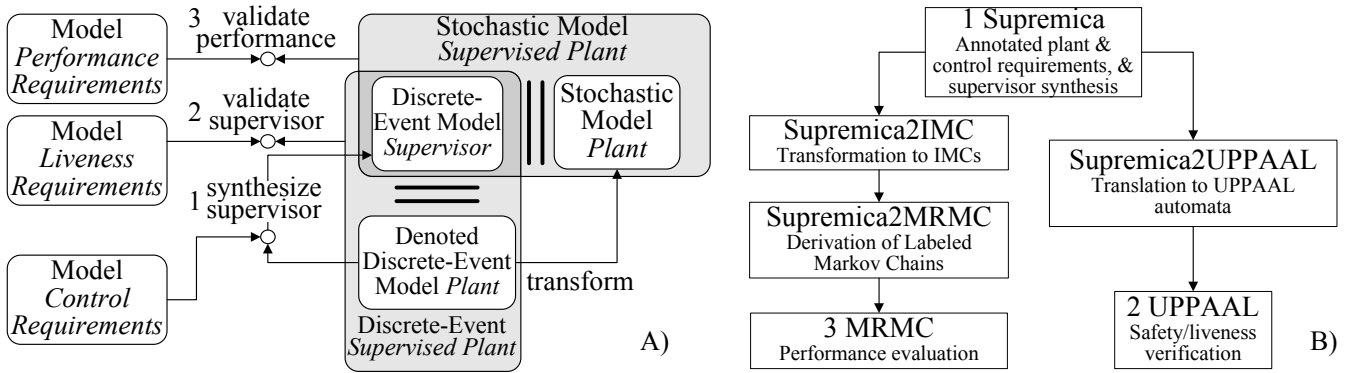 Model
Performance
Requirements
3 validate
performance
Stochastic Model
Supervised Plant
Model
Liveness
Requirements
2 validate
supervisor
Discrete-
Event Model
Supervisor
Stochastic
Model
Plant
1 synthesize
supervisor
Model
Control
Requirements
Denoted
Discrete-Event
Model Plant
transform
Discrete-Event
Supervised Plant
A)
1 Supremica
Annotated plant &
control requirements, &
supervisor synthesis
Supremica2IMC
Transformation to IMCs
Supremica2MRMC
Derivation of Labeled
Markov Chains
3 MRMC
Performance evaluation
Supremica2UPPAAL
Translation to UPPAAL
automata
2 UPPAAL
Safety/liveness
verification
B)